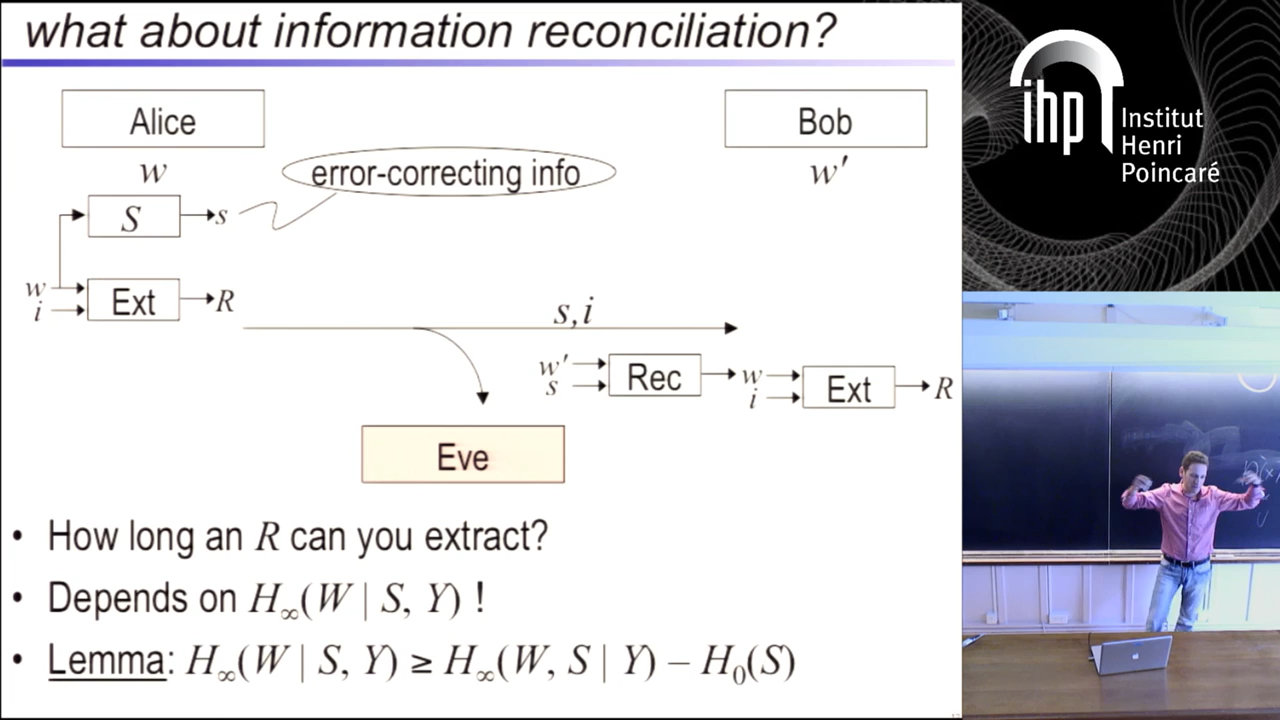 what about information reconciliation?
Alice
Bob
w
error-correcting info
w′
S
s
w
i
Ext
R
s,i
w′
s
Rec
w
i
Ext
R
Eve
• How long an R can you extract?
• Depends on H∞(W | S, Y) !
• Lemma: H∞(W | S, Y) ≥ H∞(W, S | Y) – H₀(S)
ihp
Institut
Henri
Poincaré